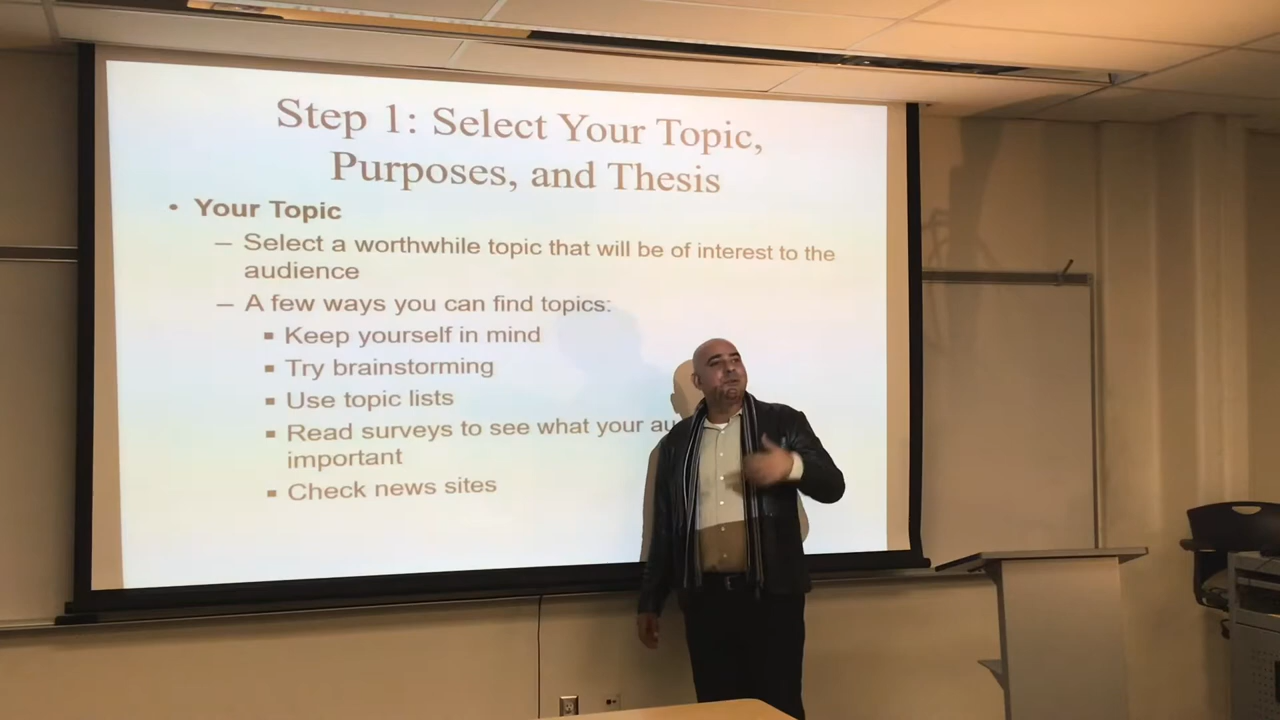 Step 1: Select Your Topic,
Purposes, and Thesis
• Your Topic
– Select a worthwhile topic that will be of interest to the
audience
– A few ways you can find topics:
▪ Keep yourself in mind
▪ Try brainstorming
▪ Use topic lists
▪ Read surveys to see what your au
important
▪ Check news sites